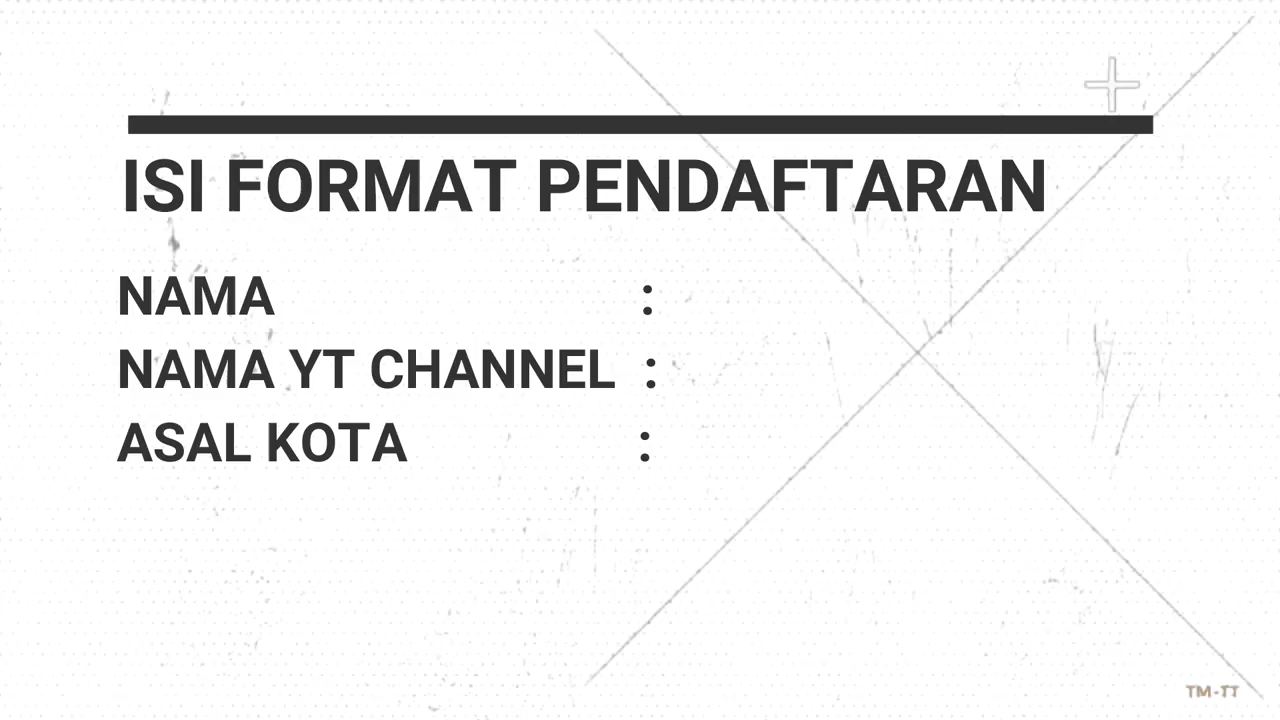 ISI FORMAT PENDAFTARAN
NAMA :
NAMA YT CHANNEL :
ASAL KOTA :
TM-TT